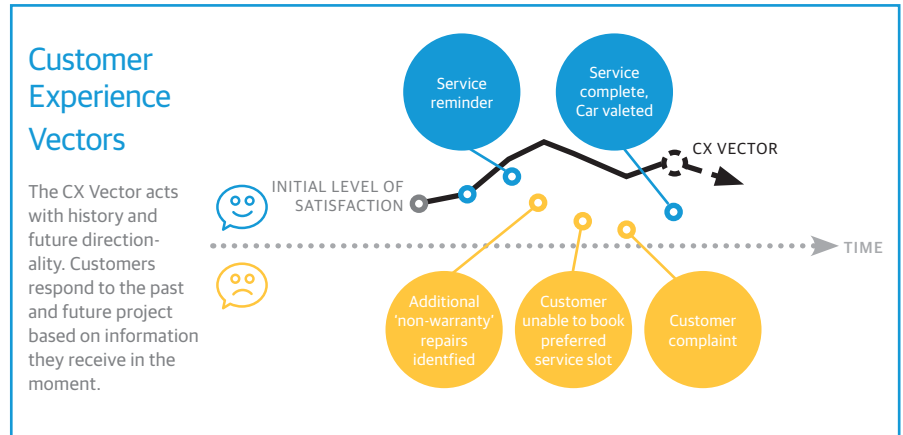 Customer
Experience
Vectors
The CX Vector acts
with history and
future direction-
ality. Customers
respond to the past
and future project
based on information
they receive in the
moment.
Service
reminder
Service
complete,
Car valeted
CX VECTOR
INITIAL LEVEL OF
SATISFACTION
TIME
Additional
'non-warranty'
repairs
identfied
Customer
unable to book
preferred
service slot
Customer
complaint